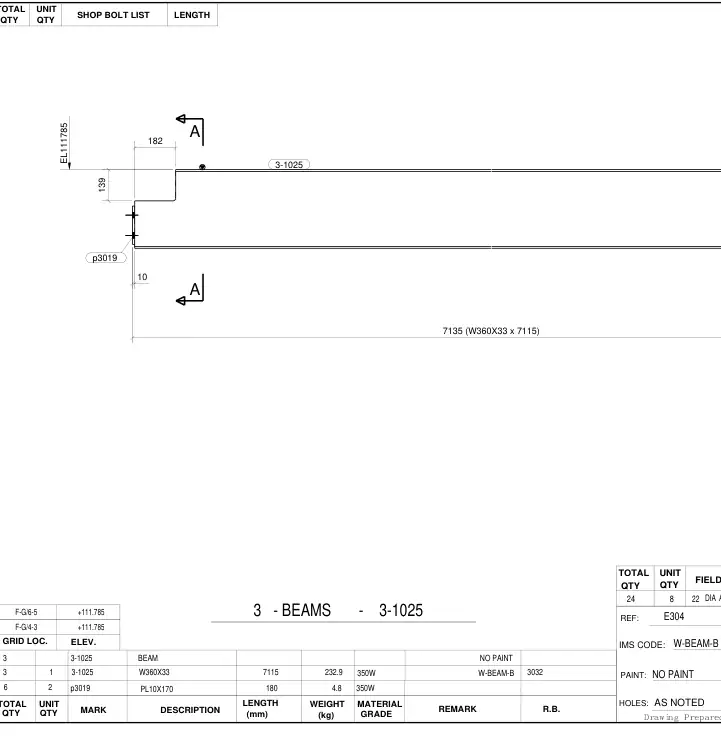 TOTAL QTY UNIT QTY SHOP BOLT LIST LENGTH
A
182
EL111785
3-1025
139
p3019
10
A
7135 (W360X33 x 7115)
TOTAL QTY UNIT QTY FIELD
24 8 22 DIA A
F-G/6-5 +111.785
F-G/4-3 +111.785
GRID LOC. ELEV.
3 - BEAMS - 3-1025
REF: E304
IMS CODE: W-BEAM-B
PAINT: NO PAINT
HOLES: AS NOTED
Drawing Prepared
3 3-1025 BEAM NO PAINT
3 1 3-1025 W360X33 7115 232.9 350W W-BEAM-B 3032
6 2 p3019 PL10X170 180 4.8 350W
TOTAL QTY UNIT QTY MARK DESCRIPTION LENGTH (mm) WEIGHT (kg) MATERIAL GRADE REMARK R.B.